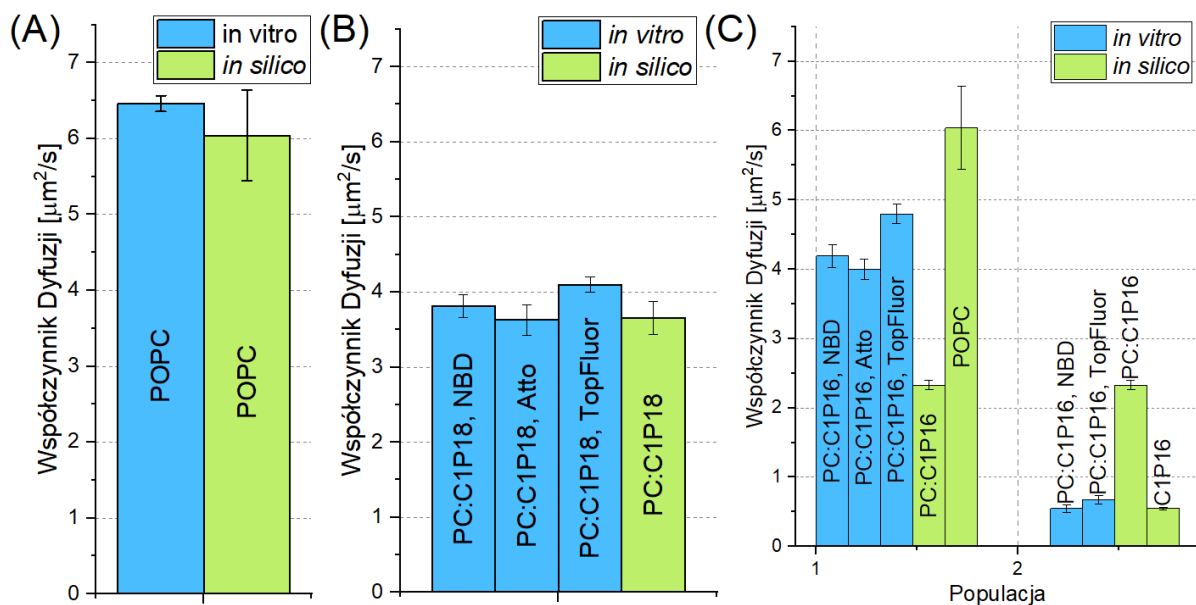 (A)
in vitro
in silico
Współczynnik Dyfuzji [μm²/s]
7
6
5
4
3
2
1
0
POPC
POPC
(B)
in vitro
in silico
Współczynnik Dyfuzji [μm²/s]
7
6
5
4
3
2
1
0
PC:C1P18, NBD
PC:C1P18, Atto
PC:C1P18, TopFluor
PC:C1P18
(C)
in vitro
in silico
Współczynnik Dyfuzji [μm²/s]
7
6
5
4
3
2
1
0
PC:C1P16, NBD
PC:C1P16, Atto
PC:C1P16, TopFluor
PC:C1P16
POPC
PC:C1P16, NBD
PC:C1P16, TopFluor
PC:C1P16
C1P16
1
2
Populacja